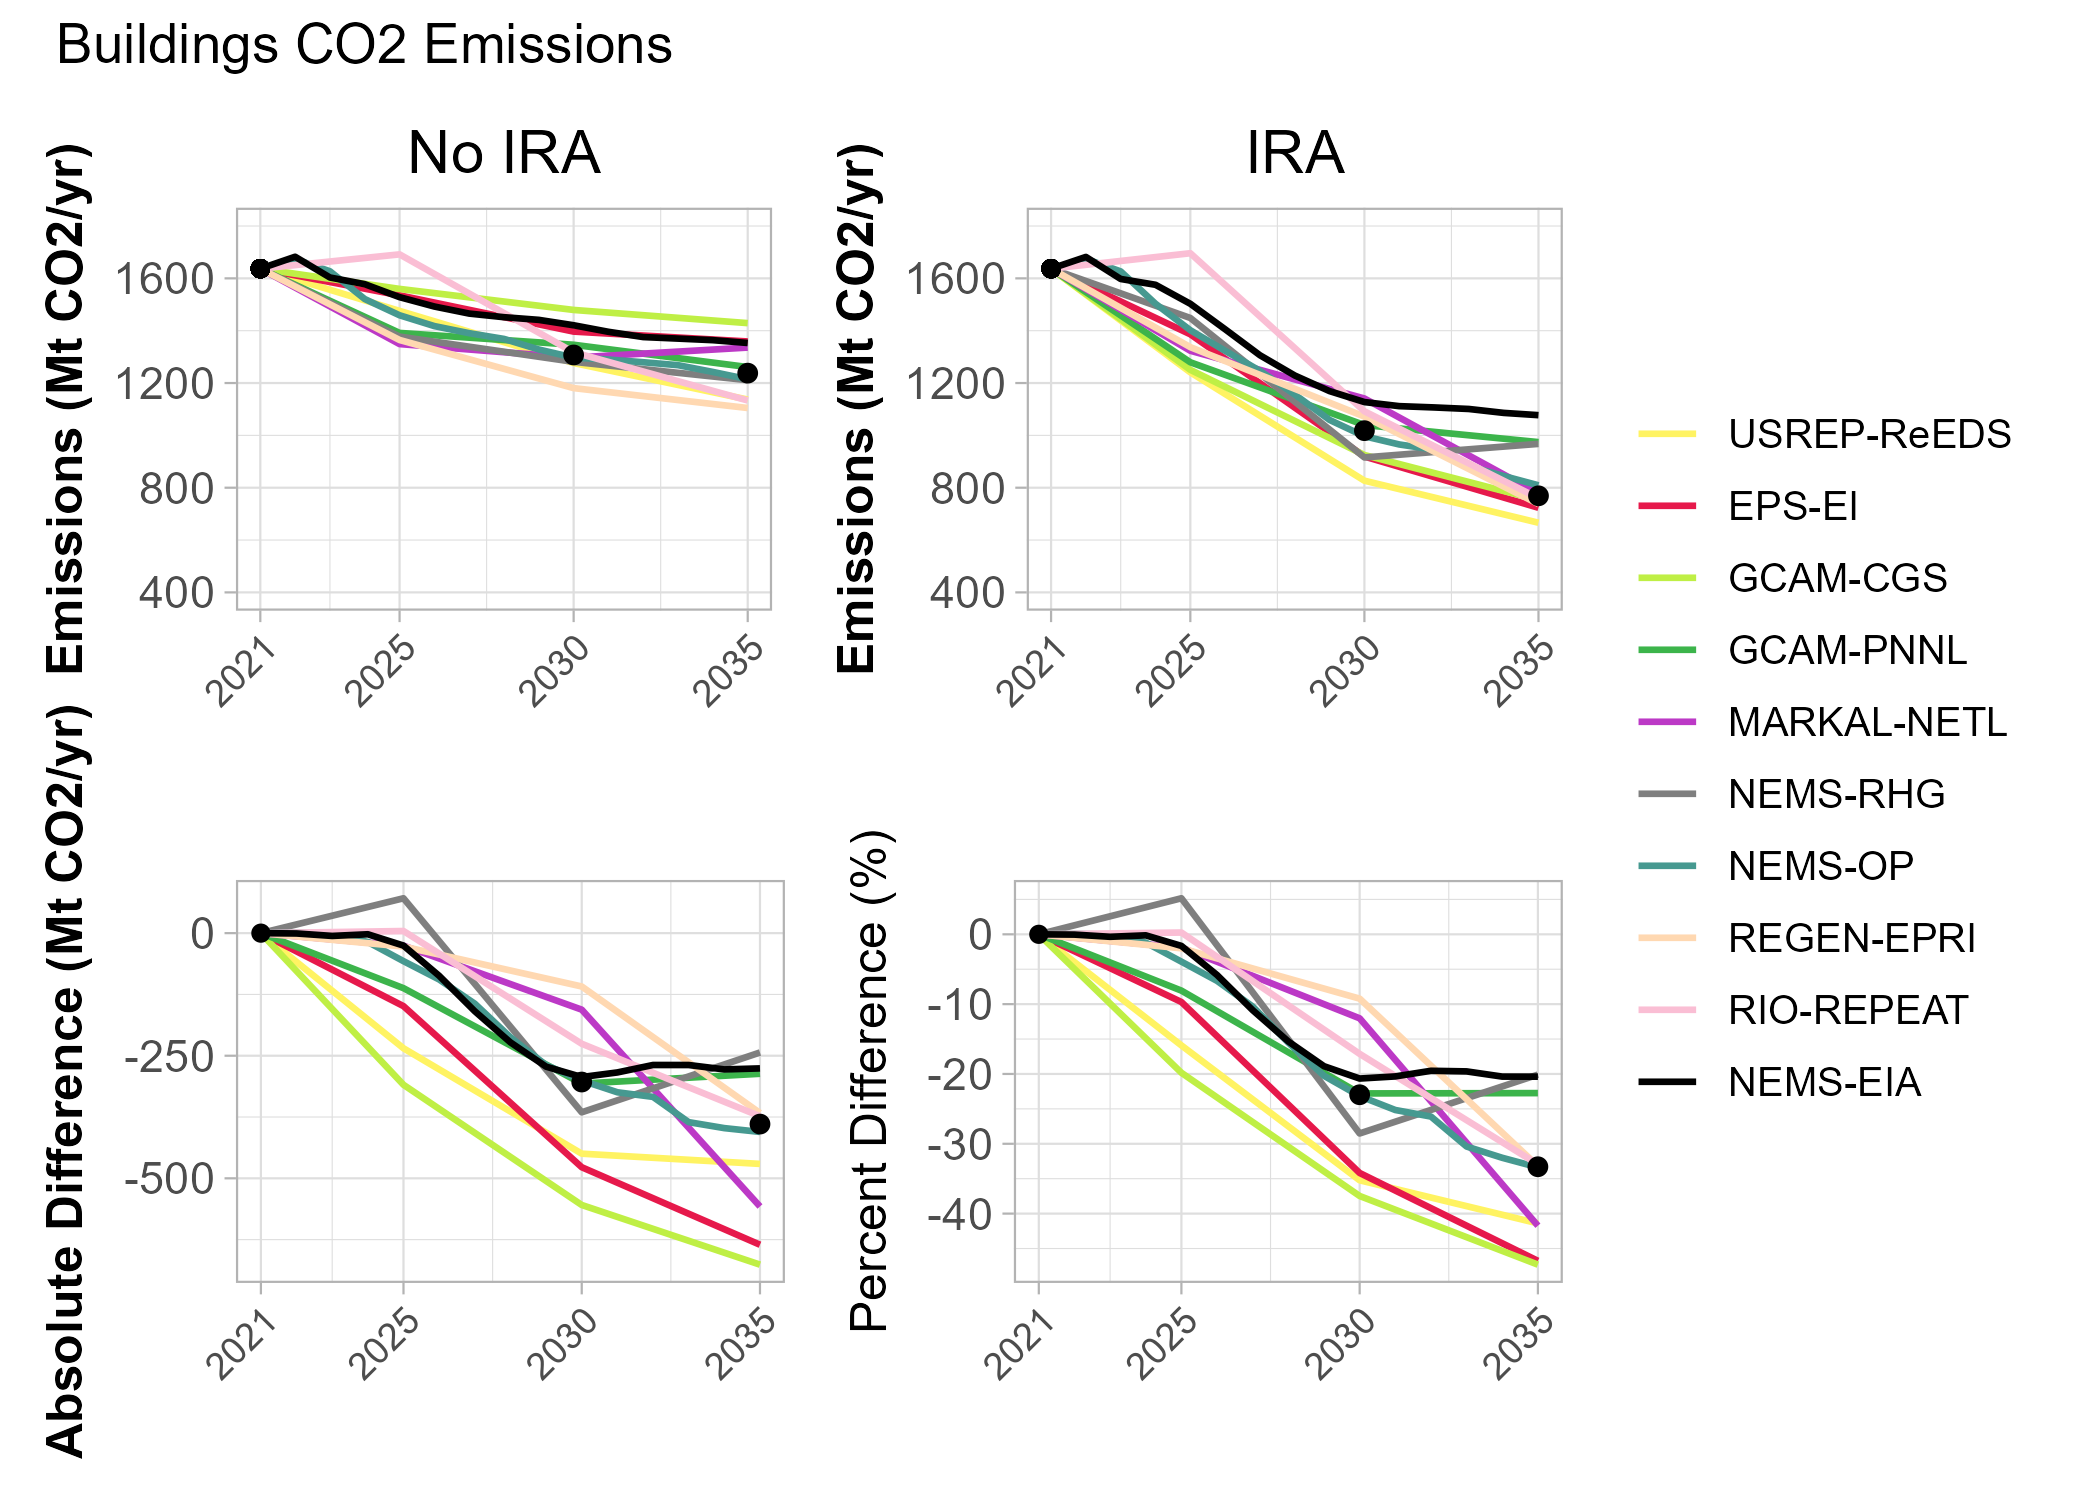 Buildings CO2 Emissions
No IRA
IRA
Emissions (Mt CO2/yr)
1600
1200
800
400
2021
2025
2030
2035
Emissions (Mt CO2/yr)
1600
1200
800
400
2021
2025
2030
2035
Absolute Difference (Mt CO2/yr)
0
-250
-500
2021
2025
2030
2035
Percent Difference (%)
0
-10
-20
-30
-40
2021
2025
2030
2035
USREP-ReEDS
EPS-EI
GCAM-CGS
GCAM-PNNL
MARKAL-NETL
NEMS-RHG
NEMS-OP
REGEN-EPRI
RIO-REPEAT
NEMS-EIA